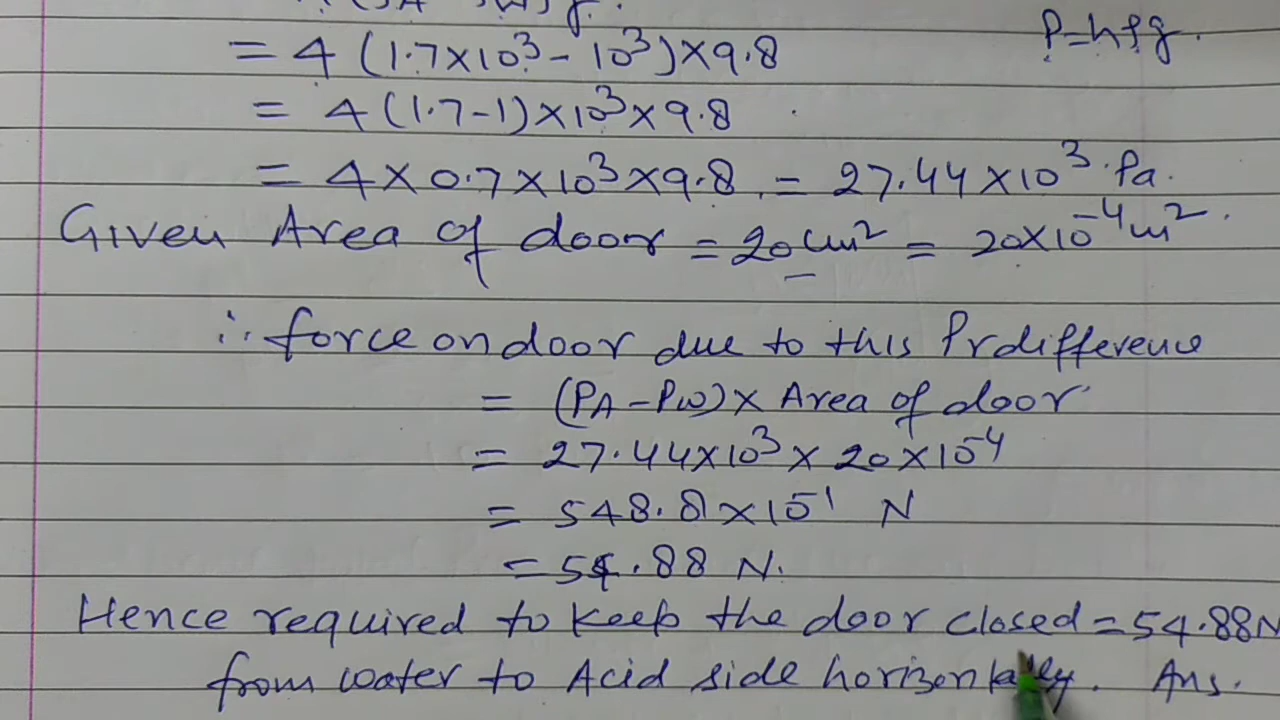 P=hρg.
= 4 (1.7×10³ - 10³)×9.8
= 4(1.7-1)×10³×9.8
= 4×0.7×10³×9.8 = 27.44×10³ Pa.
Given Area of door = 20cm² = 20×10⁻⁴m².
∴ force on door due to this Prdifference
= (PA - PW)× Area of door
= 27.44×10³ × 20×10⁻⁴
= 548.8×10⁻¹ N
= 54.88 N.
Hence required to keep the door closed = 54.88N
from water to Acid side horizontally. Ans.